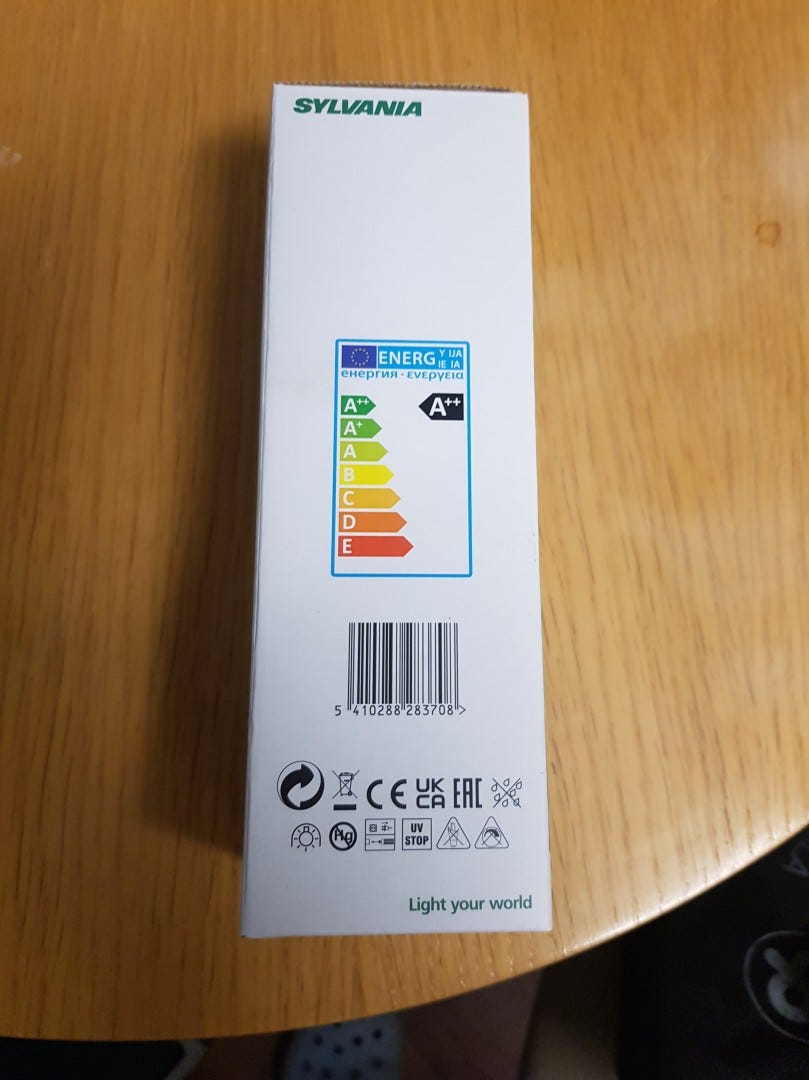 SYLVANIA
ENERG Y IJA
IE IA
енергия · ενεργεια
A++
A++
A+
A
B
C
D
E
5 410288 283708 >
CE UK CA EAC
Hg
UV STOP
Light your world